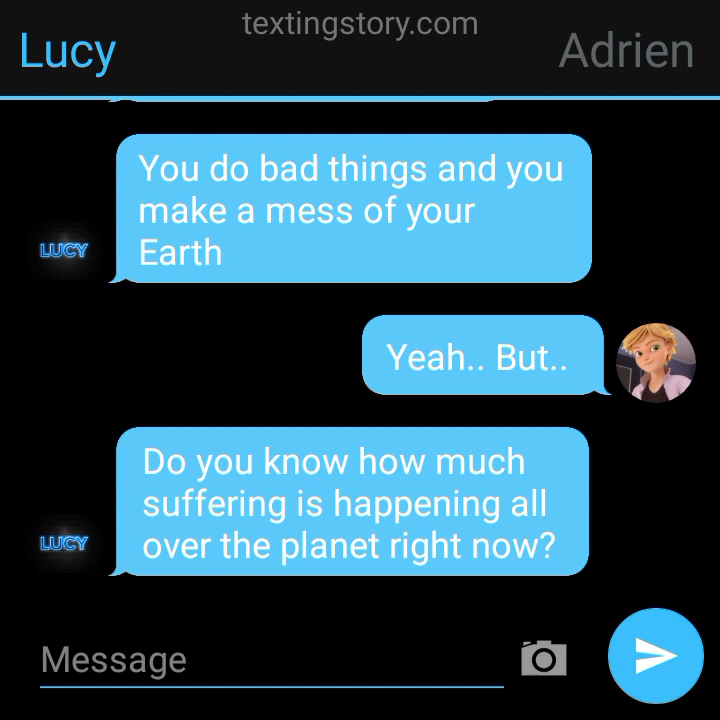 textingstory.com
Lucy
Adrien
You do bad things and you
make a mess of your
Earth
LUCY
Yeah.. But..
Do you know how much
suffering is happening all
over the planet right now?
LUCY
Message